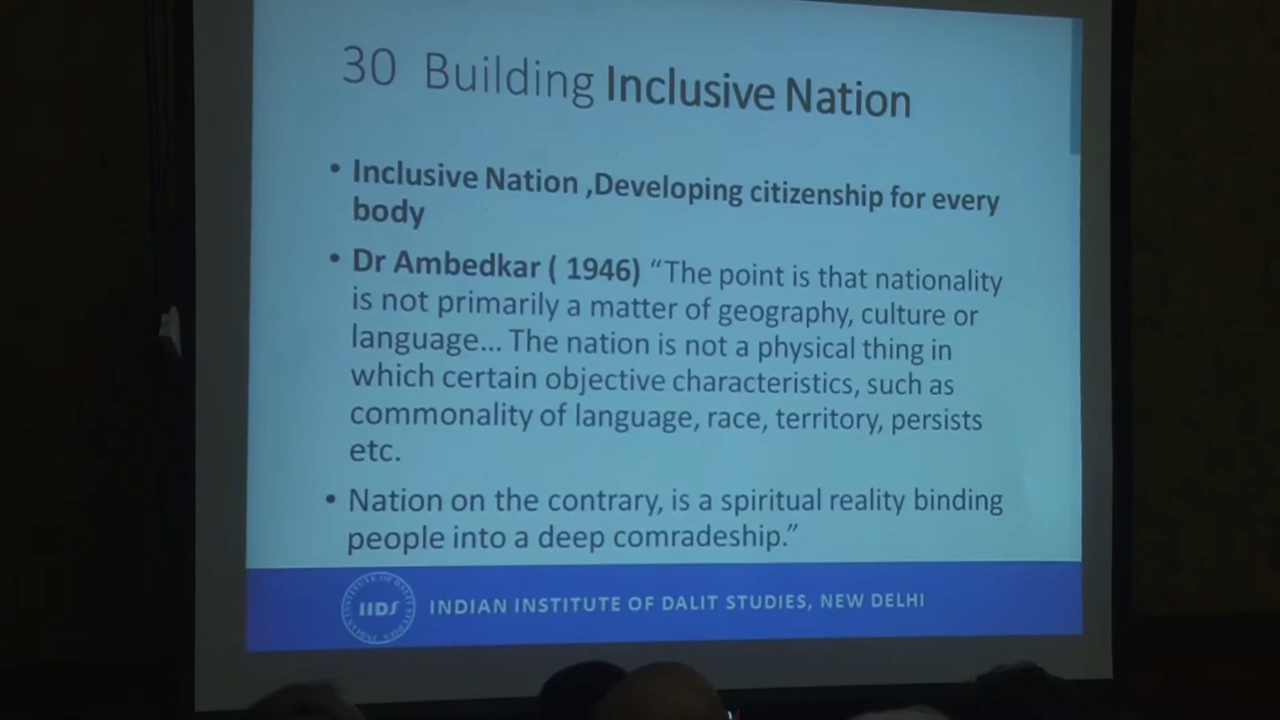 30 Building Inclusive Nation
• Inclusive Nation ,Developing citizenship for every
body
• Dr Ambedkar ( 1946) “The point is that nationality
is not primarily a matter of geography, culture or
language... The nation is not a physical thing in
which certain objective characteristics, such as
commonality of language, race, territory, persists
etc.
• Nation on the contrary, is a spiritual reality binding
people into a deep comradeship.”
IIDS
INDIAN INSTITUTE OF DALIT STUDIES, NEW DELHI